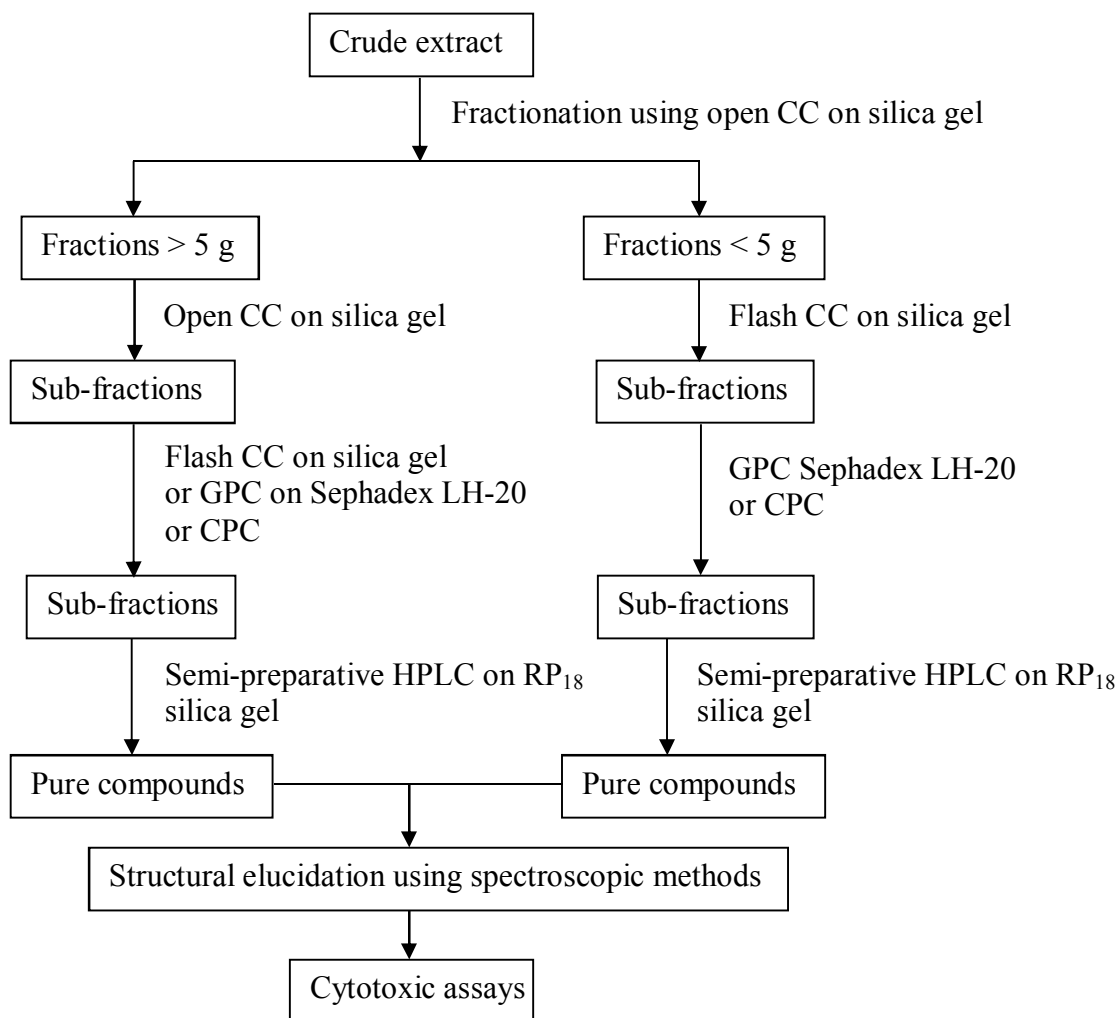 Crude extract
Fractionation using open CC on silica gel
Fractions > 5 g
Fractions < 5 g
Open CC on silica gel
Flash CC on silica gel
Sub-fractions
Sub-fractions
Flash CC on silica gel
or GPC on Sephadex LH-20
or CPC
GPC Sephadex LH-20
or CPC
Sub-fractions
Sub-fractions
Semi-preparative HPLC on RP18
silica gel
Semi-preparative HPLC on RP18
silica gel
Pure compounds
Pure compounds
Structural elucidation using spectroscopic methods
Cytotoxic assays